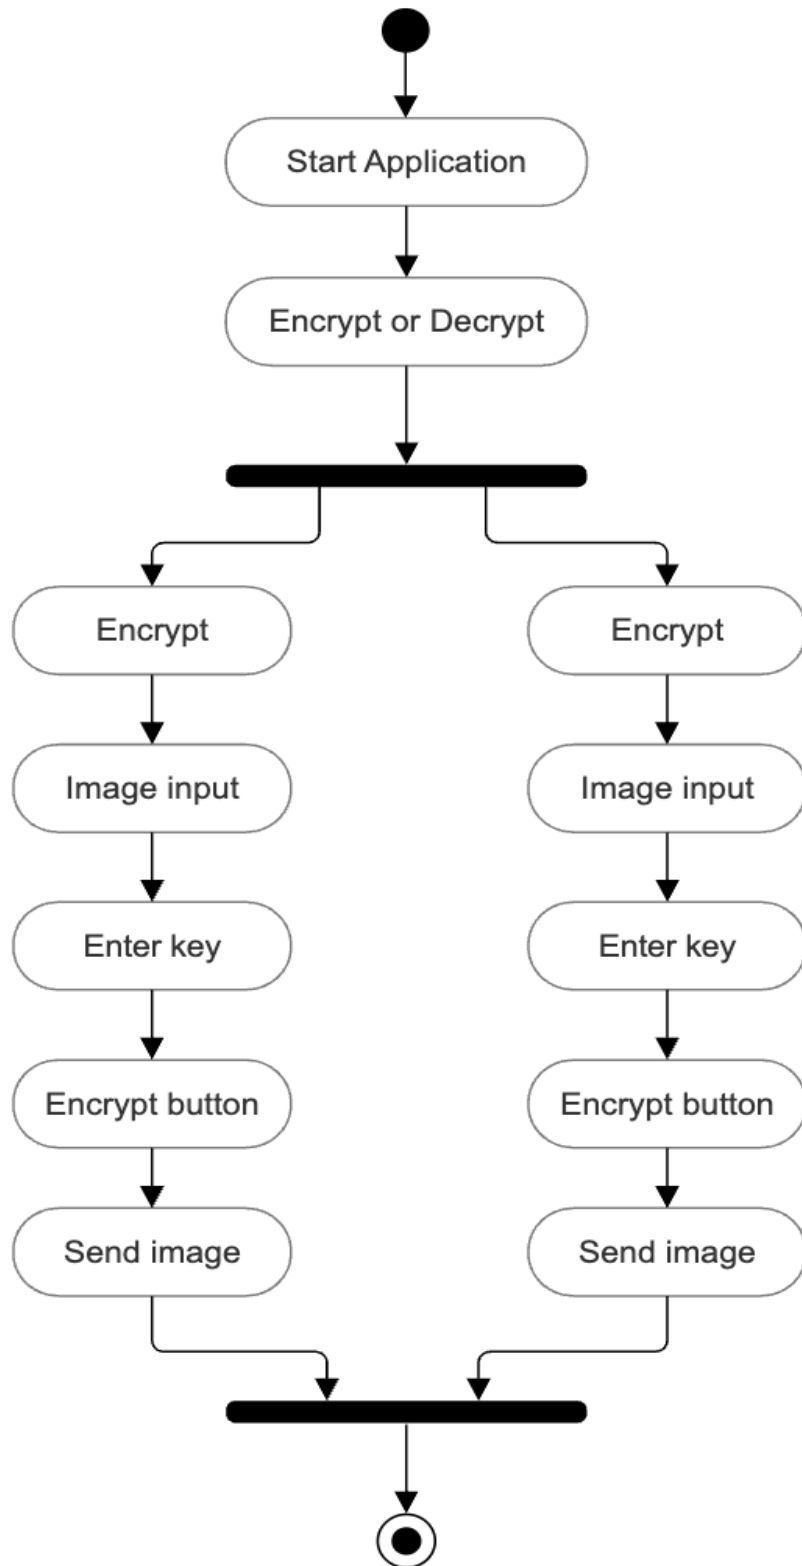 Start Application
Encrypt or Decrypt
Encrypt
Encrypt
Image input
Image input
Enter key
Enter key
Encrypt button
Encrypt button
Send image
Send image